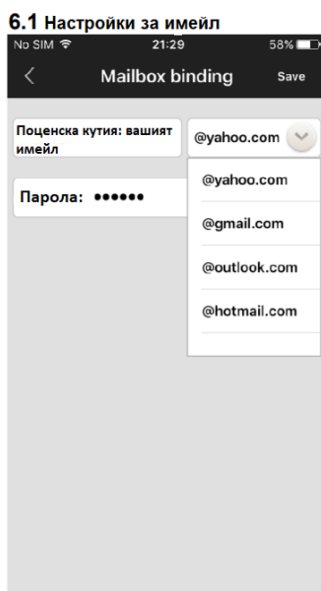 6.1 Настройки за имейл
No SIM 21:29 58%
Mailbox binding Save
Поценска кутия: вашият
имейл
@yahoo.com
Парола: ●●●●●●
@yahoo.com
@gmail.com
@outlook.com
@hotmail.com